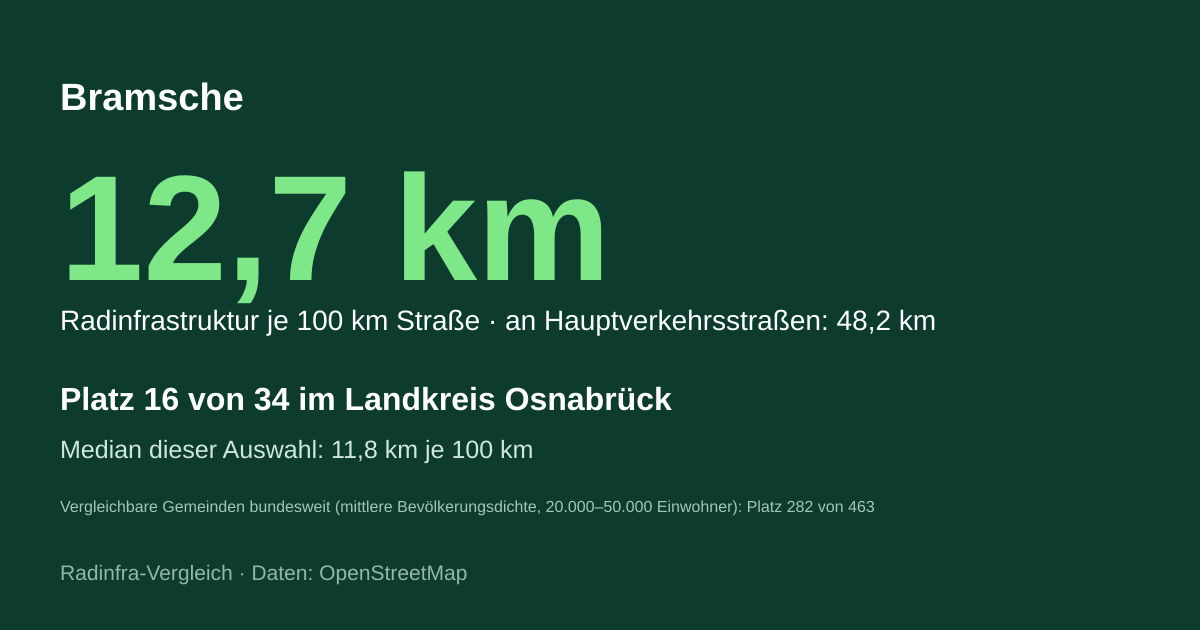 Bramsche
12,7 km
Radinfrastruktur je 100 km Straße · an Hauptverkehrsstraßen: 48,2 km
Platz 16 von 34 im Landkreis Osnabrück
Median dieser Auswahl: 11,8 km je 100 km
Vergleichbare Gemeinden bundesweit (mittlere Bevölkerungsdichte, 20.000–50.000 Einwohner): Platz 282 von 463
Radinfra-Vergleich · Daten: OpenStreetMap